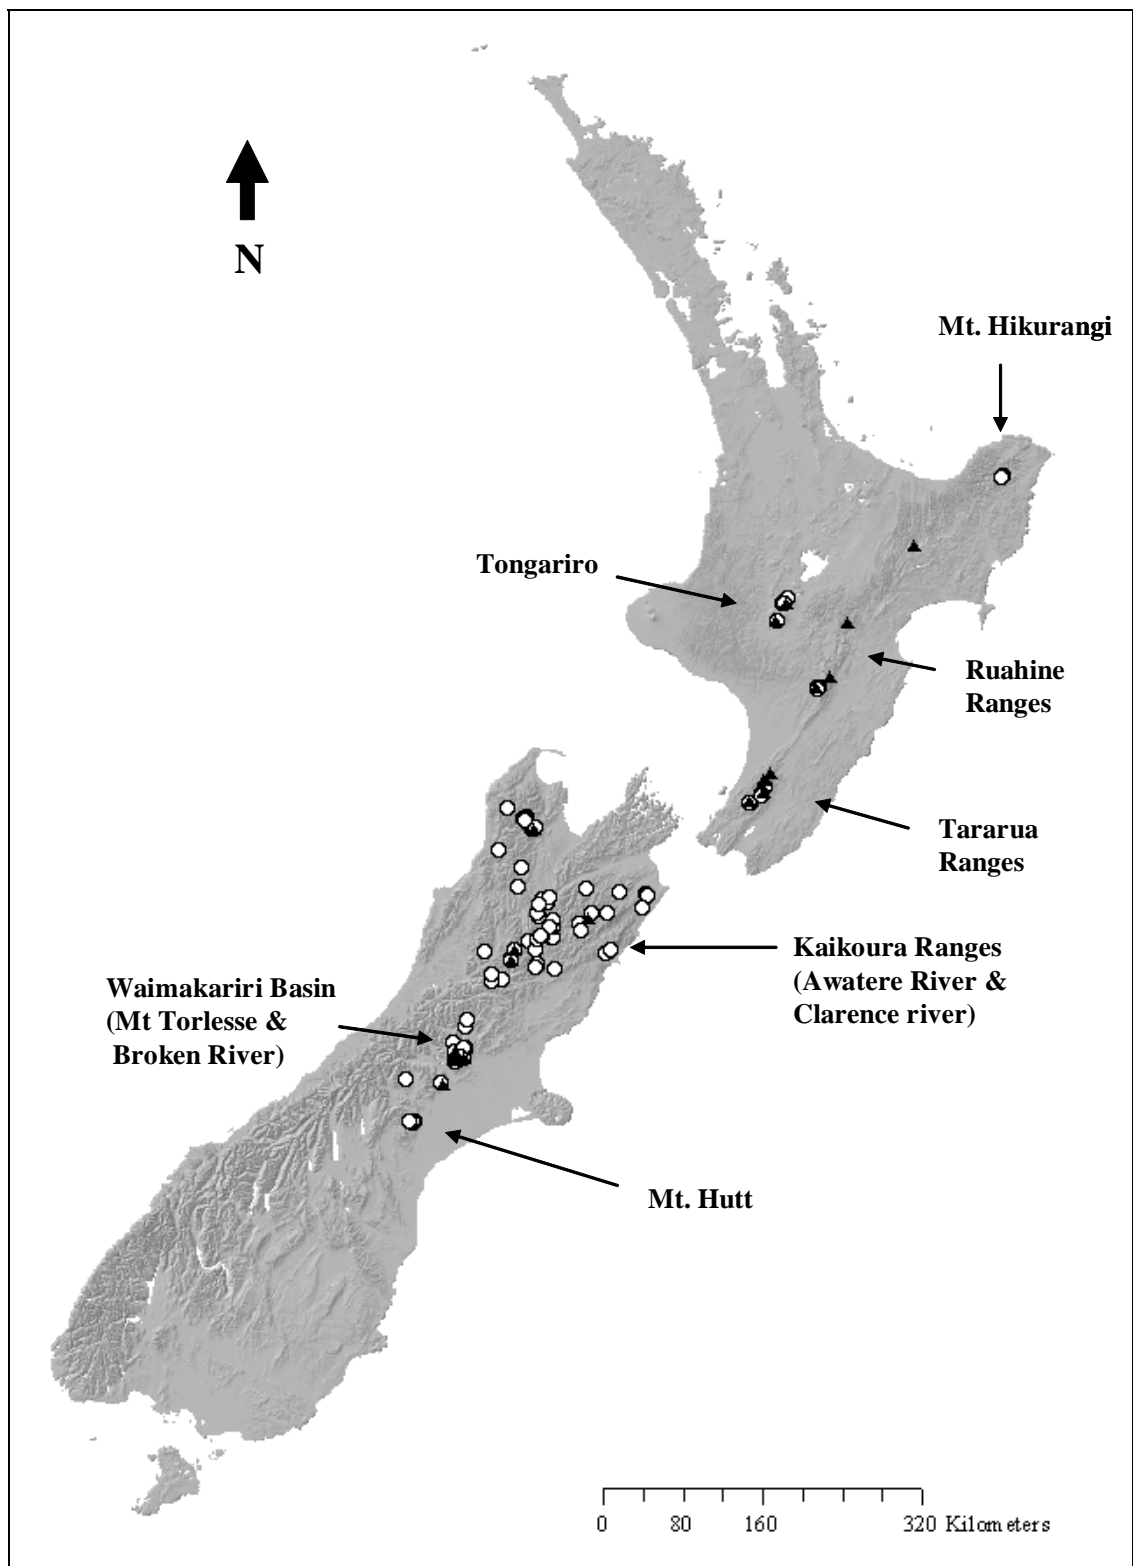 N
Mt. Hikurangi
Tongariro
Ruahine
Ranges
Tararua
Ranges
Kaikoura Ranges
(Awatere River &
Clarence river)
Waimakariri Basin
(Mt Torlesse &
Broken River)
Mt. Hutt
0 80 160 320 Kilometers